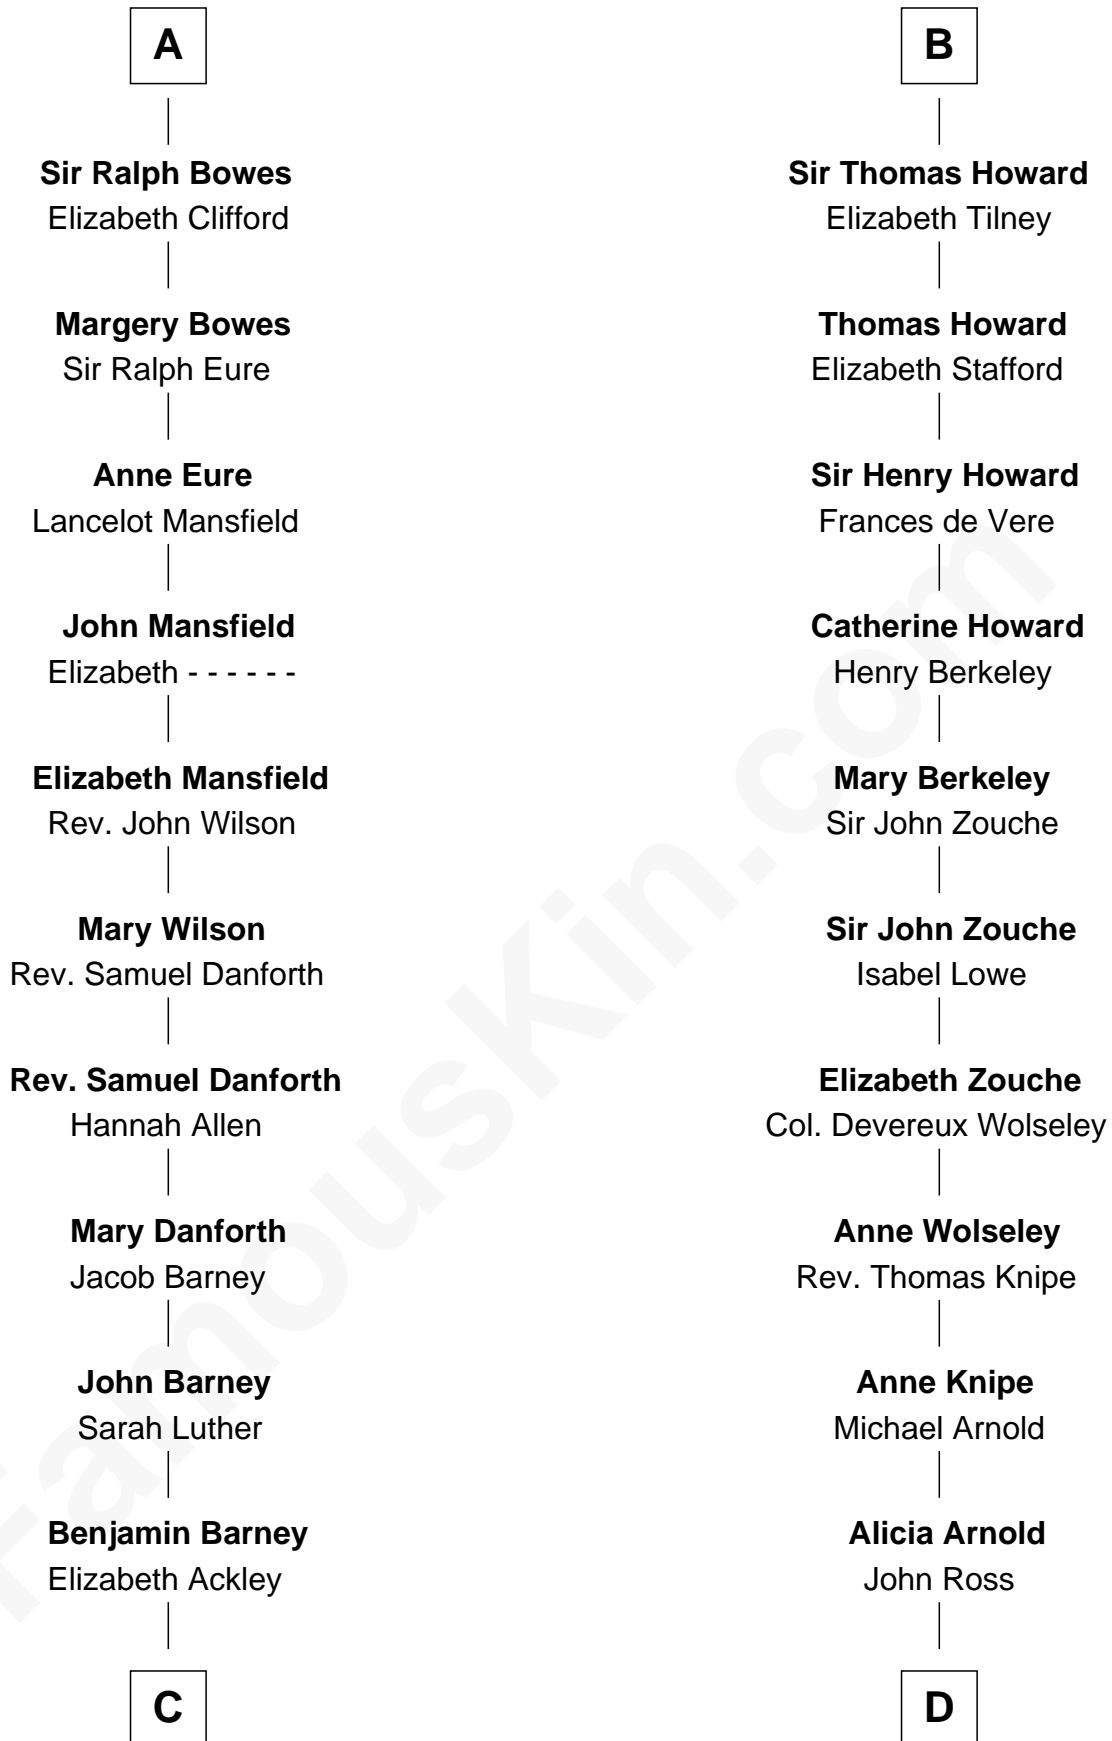 A
Sir Ralph Bowes
Elizabeth Clifford
Margery Bowes
Sir Ralph Eure
Anne Eure
Lancelot Mansfield
John Mansfield
Elizabeth - - - - - -
Elizabeth Mansfield
Rev. John Wilson
Mary Wilson
Rev. Samuel Danforth
Rev. Samuel Danforth
Hannah Allen
Mary Danforth
Jacob Barney
John Barney
Sarah Luther
Benjamin Barney
Elizabeth Ackley
C
B
Sir Thomas Howard
Elizabeth Tilney
Thomas Howard
Elizabeth Stafford
Sir Henry Howard
Frances de Vere
Catherine Howard
Henry Berkeley
Mary Berkeley
Sir John Zouche
Sir John Zouche
Isabel Lowe
Elizabeth Zouche
Col. Devereux Wolseley
Anne Wolseley
Rev. Thomas Knipe
Anne Knipe
Michael Arnold
Alicia Arnold
John Ross
D
FamousKin.com